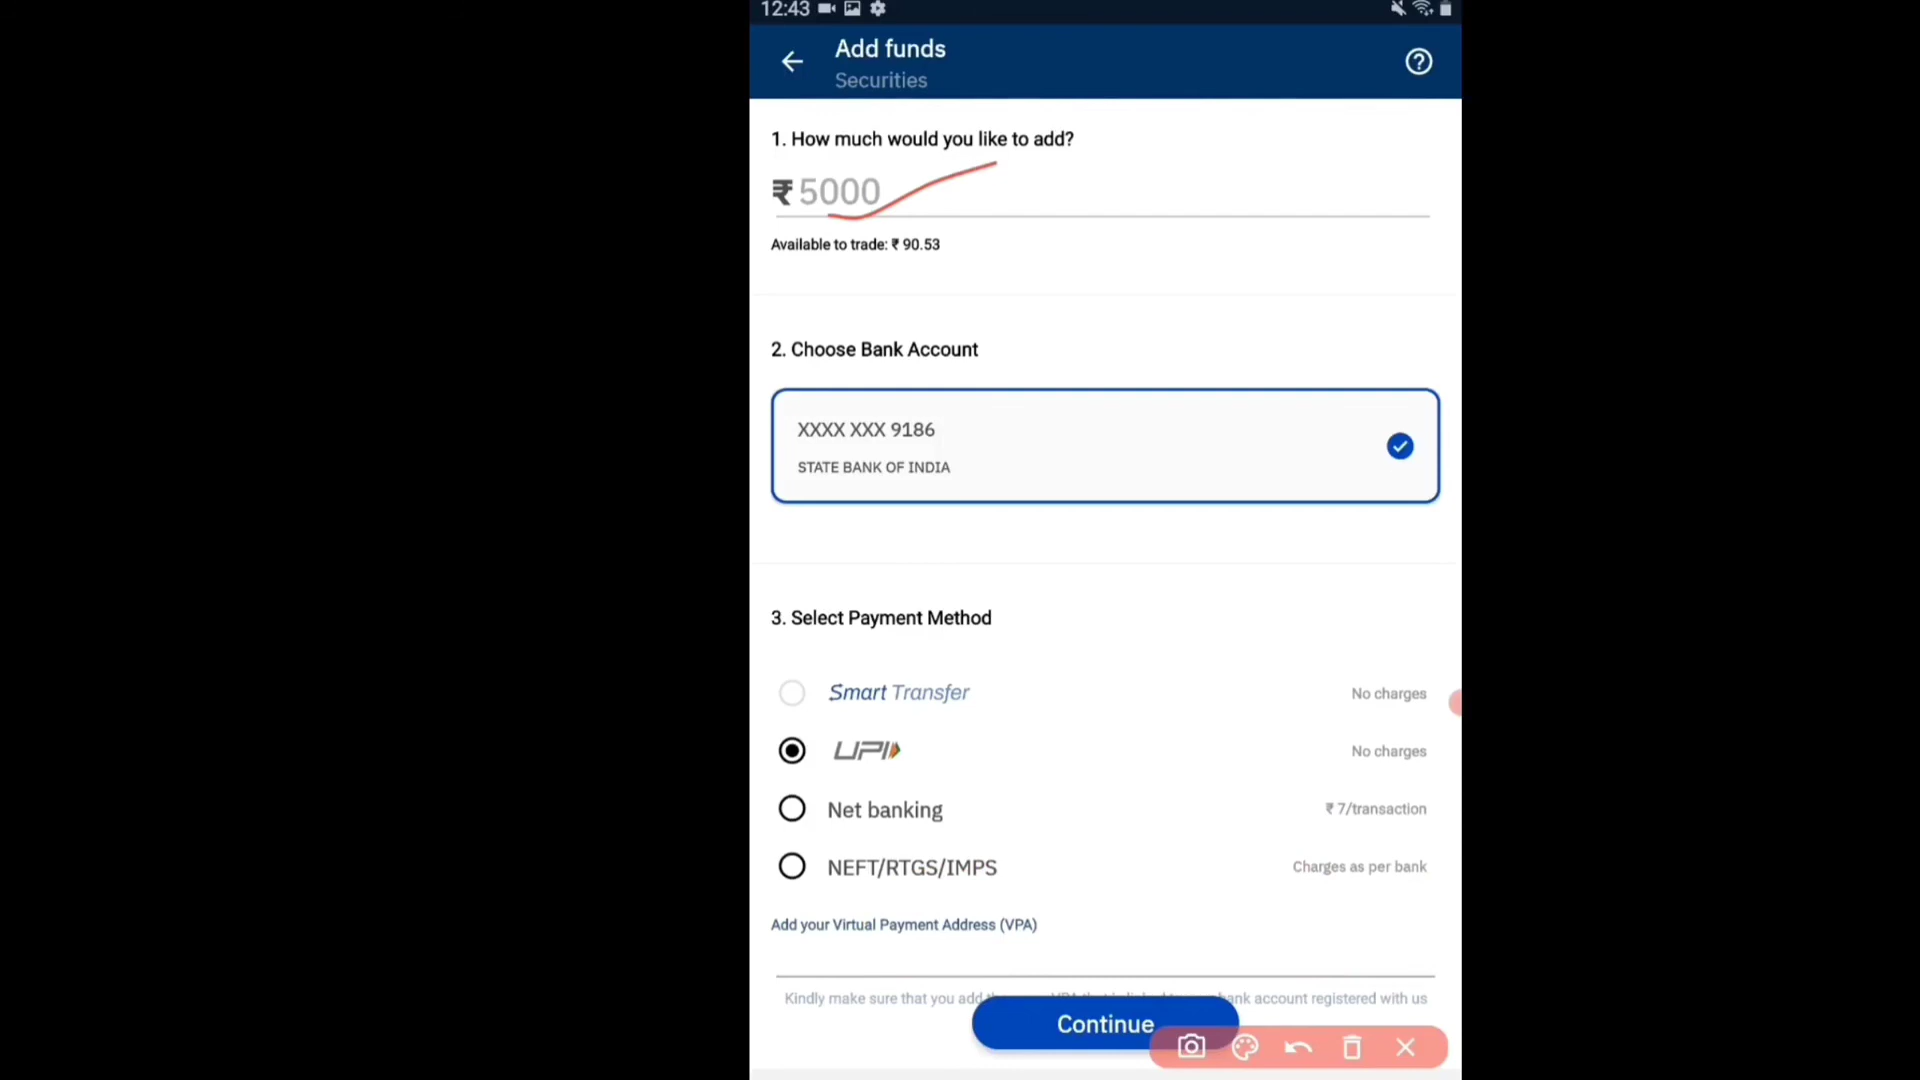 12:43
Add funds
Securities
1. How much would you like to add?
₹ 5000
Available to trade: ₹ 90.53
2. Choose Bank Account
XXXX XXX 9186
STATE BANK OF INDIA
3. Select Payment Method
Smart Transfer No charges
UPI No charges
Net banking ₹ 7/transaction
NEFT/RTGS/IMPS Charges as per bank
Add your Virtual Payment Address (VPA)
Kindly make sure that you add bank account registered with us
Continue